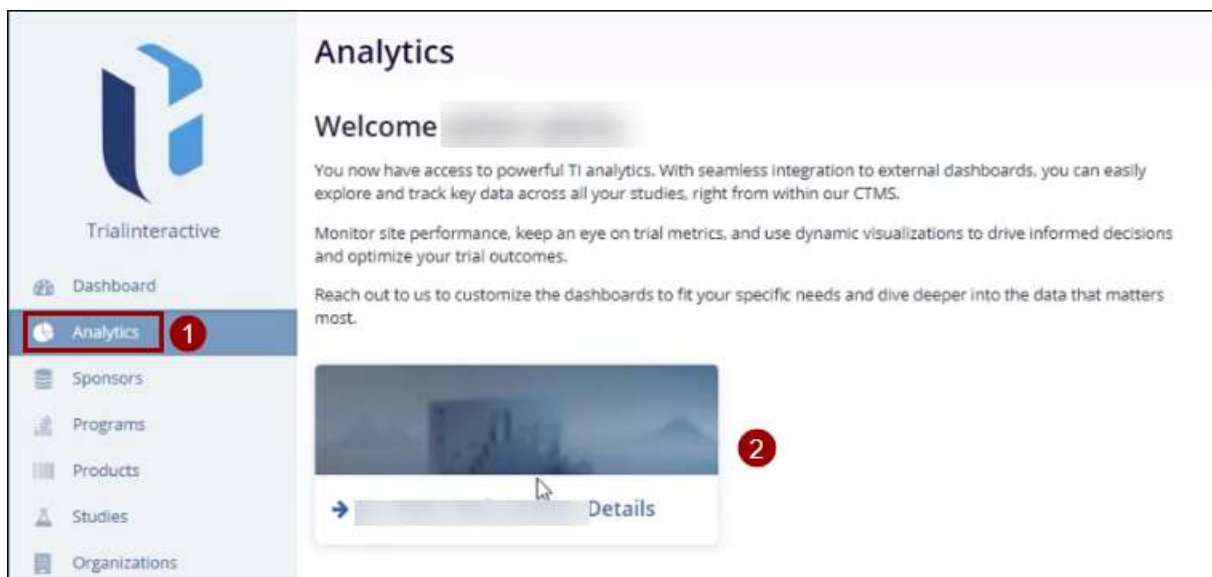 Trialinteractive
Dashboard
Analytics
1
Sponsors
Programs
Products
Studies
Organizations
Analytics
Welcome
You now have access to powerful TI analytics. With seamless integration to external dashboards, you can easily
explore and track key data across all your studies, right from within our CTMS.
Monitor site performance, keep an eye on trial metrics, and use dynamic visualizations to drive informed decisions
and optimize your trial outcomes.
Reach out to us to customize the dashboards to fit your specific needs and dive deeper into the data that matters
most.
2
Details